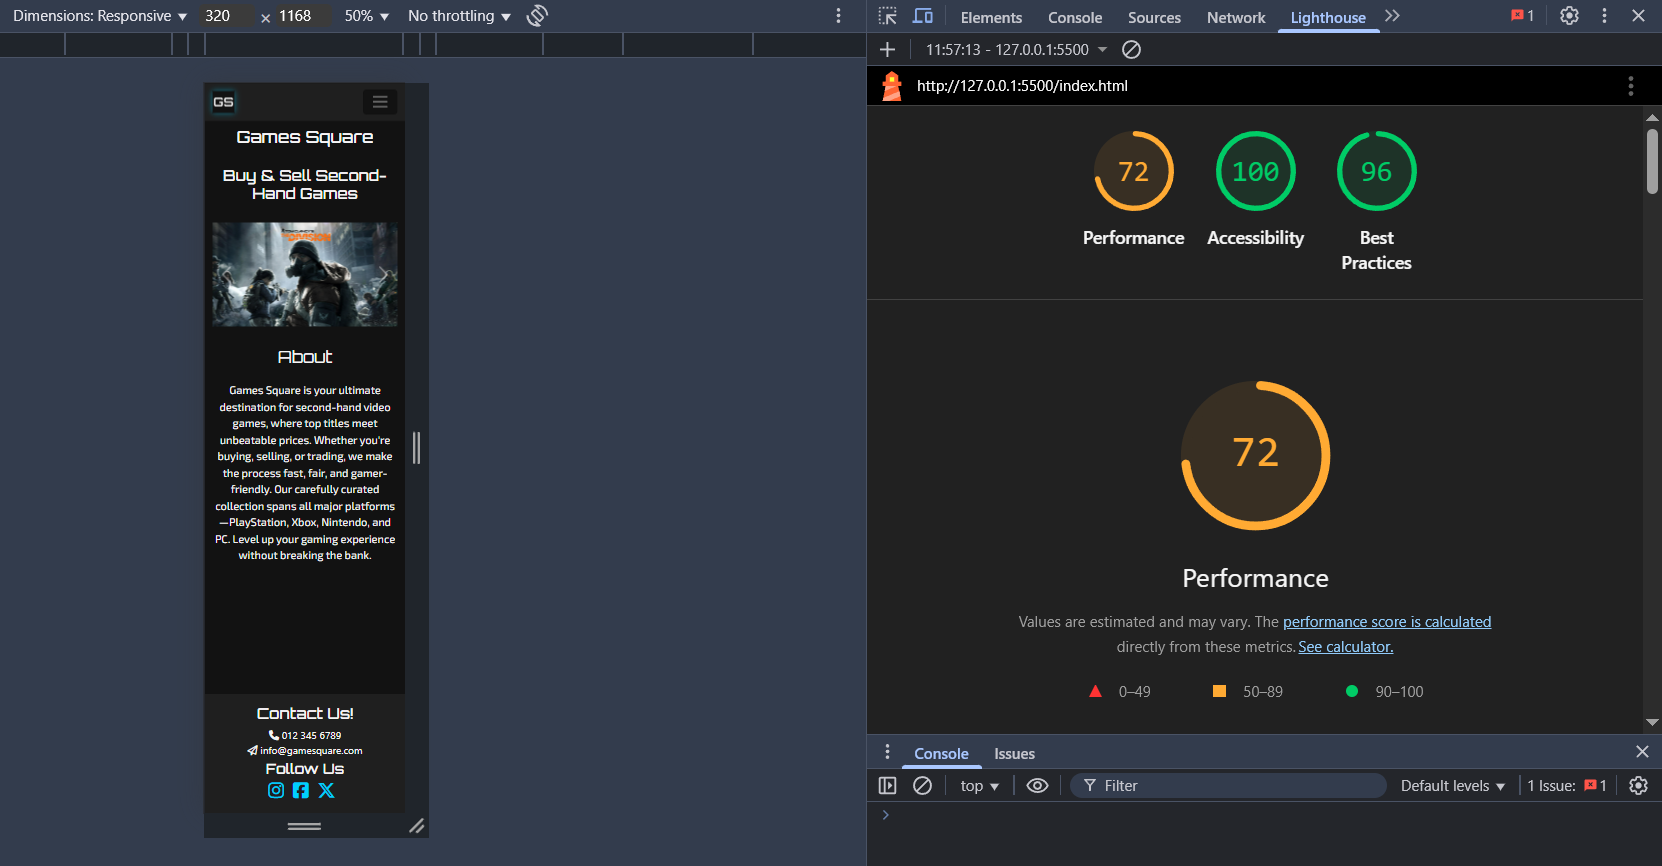 Dimensions: Responsive ▼ 320 × 1168 50% ▼ No throttling ▼
Elements Console Sources Network Lighthouse 1
11:57:13 - 127.0.0.1:5500
http://127.0.0.1:5500/index.html
GS
Games Square
Buy & Sell Second-
Hand Games
DIVISION
About
Games Square is your ultimate
destination for second-hand video
games, where top titles meet
unbeatable prices. Whether you're
buying, selling, or trading, we make
the process fast, fair, and gamer-
friendly. Our carefully curated
collection spans all major platforms
—PlayStation, Xbox, Nintendo, and
PC. Level up your gaming experience
without breaking the bank.
Contact Us!
012 345 6789
info@gamesquare.com
Follow Us
72 100 96
Performance Accessibility Best
Practices
72
Performance
Values are estimated and may vary. The performance score is calculated
directly from these metrics. See calculator.
0–49 50–89 90–100
Console Issues
top ▼ Filter Default levels ▼ 1 Issue: 1